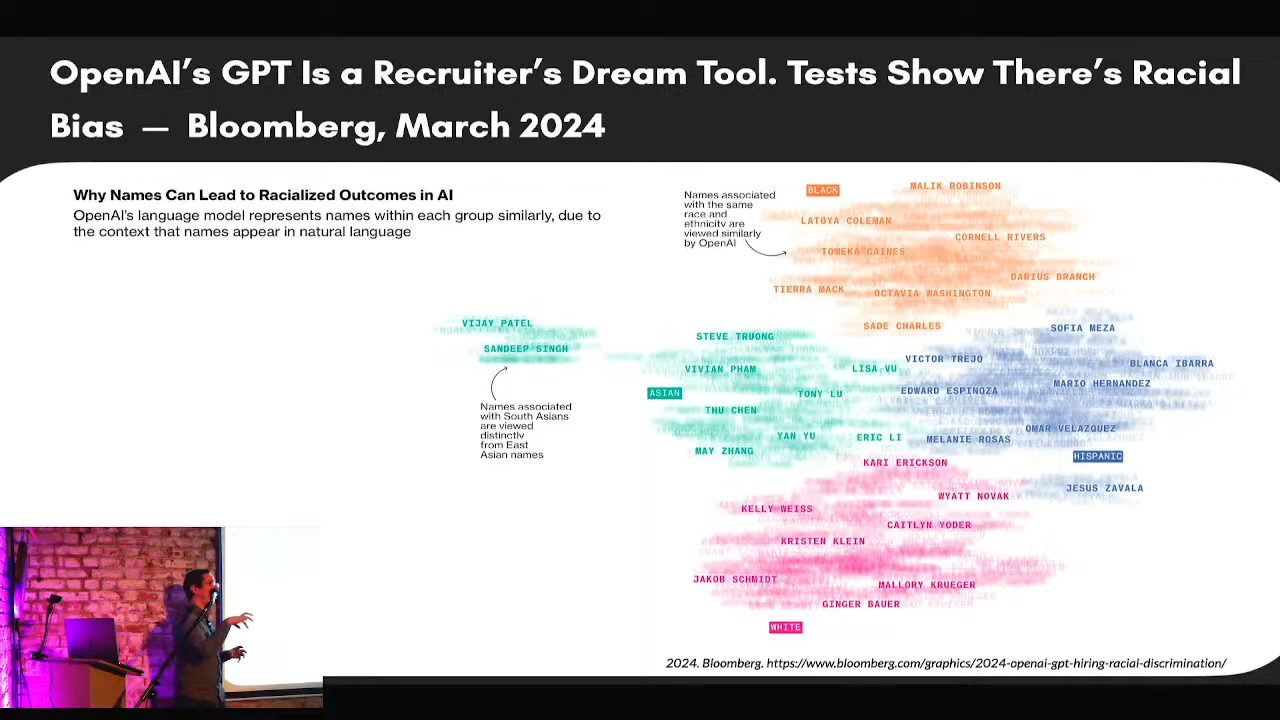 OpenAI's GPT Is a Recruiter's Dream Tool. Tests Show There's Racial
Bias — Bloomberg, March 2024
Why Names Can Lead to Racialized Outcomes in AI
OpenAI's language model represents names within each group similarly, due to
the context that names appear in natural language
Names associated
with the same
race and
ethnicity are
viewed similarly
by OpenAI
BLACK
MALIK ROBINSON
LATOYA COLEMAN
CORNELL RIVERS
TOMEKA GAINES
DARIUS BRANCH
TIERRA MACK
OCTAVIA WASHINGTON
SADE CHARLES
VIJAY PATEL
SANDEEP SINGH
Names associated
with South Asians
are viewed
distinctly
from East
Asian names
STEVE TRUONG
VIVIAN PHAM
LISA VU
ASIAN
TONY LU
THU CHEN
YAN YU
ERIC LI
MAY ZHANG
SOFIA MEZA
VICTOR TREJO
BLANCA IBARRA
MARIO HERNANDEZ
EDWARD ESPINOZA
OMAR VELAZQUEZ
MELANIE ROSAS
HISPANIC
JESUS ZAVALA
KARI ERICKSON
WYATT NOVAK
KELLY WEISS
CAITLYN YODER
KRISTEN KLEIN
JAKOB SCHMIDT
MALLORY KRUEGER
GINGER BAUER
WHITE
2024. Bloomberg. https://www.bloomberg.com/graphics/2024-openai-gpt-hiring-racial-discrimination/